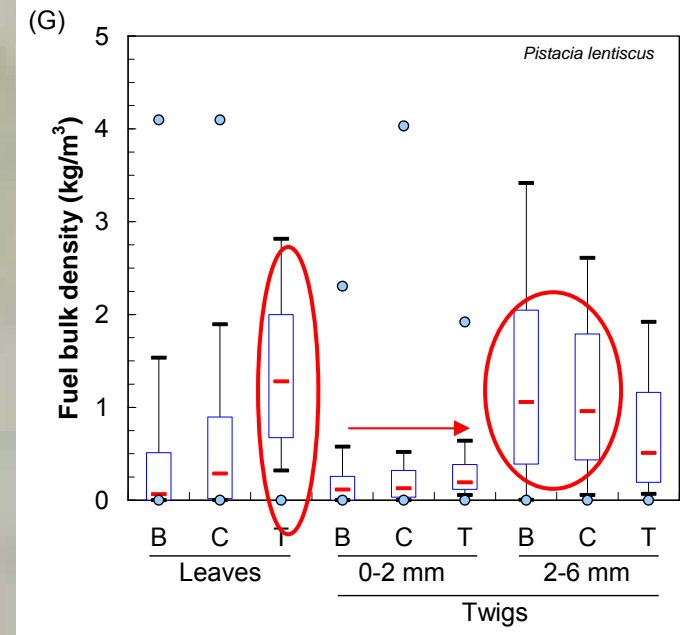 (G)
Pistacia lentiscus
Fuel bulk density (kg/m³)
5
4
3
2
1
0
B C T B C T B C T
Leaves 0-2 mm 2-6 mm
Twigs